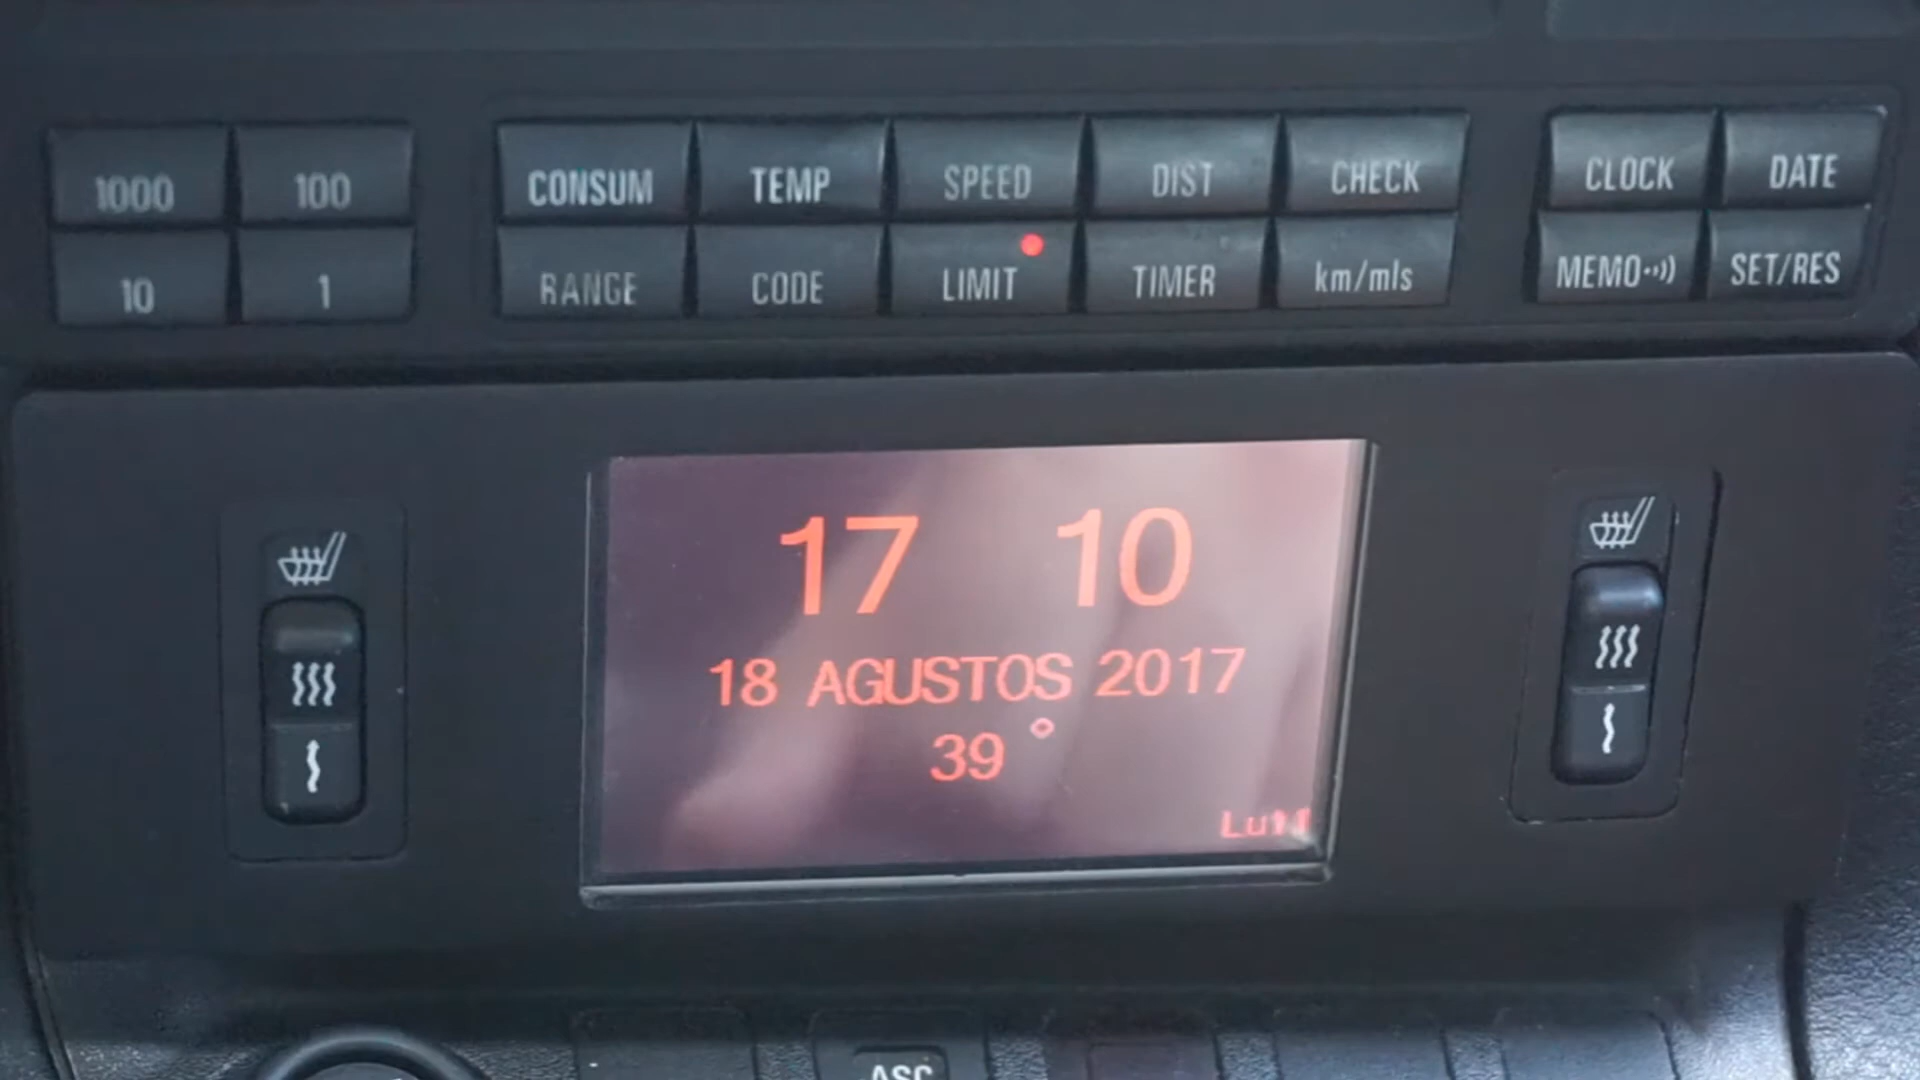 1000 100 CONSUM TEMP SPEED DIST CHECK CLOCK DATE
10 1 RANGE CODE LIMIT TIMER km/mls MEMO SET/RES
17 10
18 AGUSTOS 2017
39 °
ASC